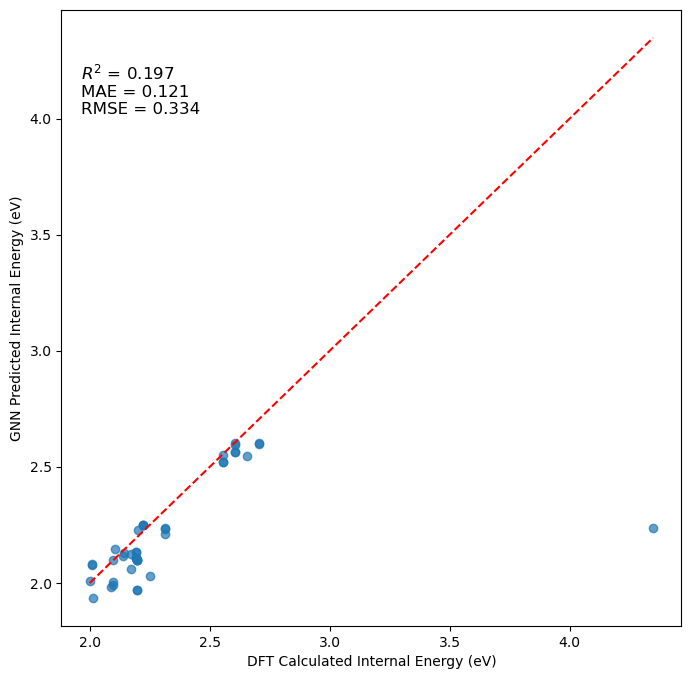 R² = 0.197
MAE = 0.121
RMSE = 0.334
4.0
3.5
3.0
2.5
2.0
GNN Predicted Internal Energy (eV)
2.0 2.5 3.0 3.5 4.0
DFT Calculated Internal Energy (eV)